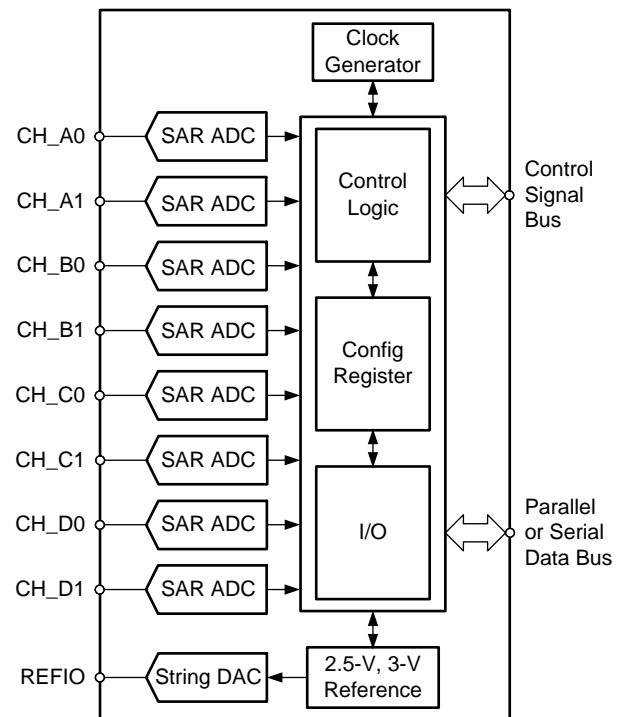 Clock
Generator
CH_A0
SAR ADC
CH_A1
SAR ADC
Control
Logic
Control
Signal
Bus
CH_B0
SAR ADC
CH_B1
SAR ADC
Config
Register
CH_C0
SAR ADC
CH_C1
SAR ADC
CH_D0
SAR ADC
I/O
Parallel
or Serial
Data Bus
CH_D1
SAR ADC
REFIO
String DAC
2.5-V, 3-V
Reference